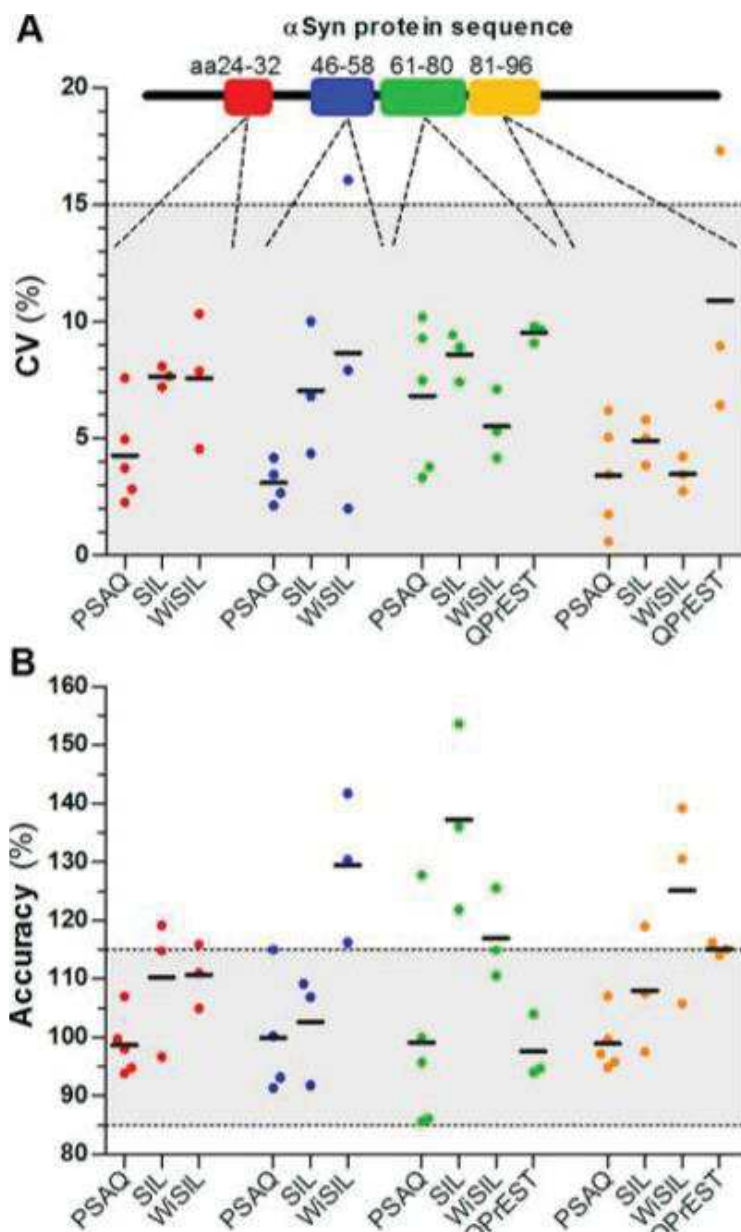 A
αSyn protein sequence
aa24-32 46-58 61-80 81-96
20
15
10
5
0
CV (%)
PSAQ SIL WiSIL PSAQ SIL WiSIL PSAQ SIL WiSIL QPrEST PSAQ SIL WiSIL QPrEST
B
160
150
140
130
120
110
100
90
80
Accuracy (%)
PSAQ SIL WiSIL PSAQ SIL WiSIL PSAQ SIL WiSIL QPrEST PSAQ SIL WiSIL QPrEST